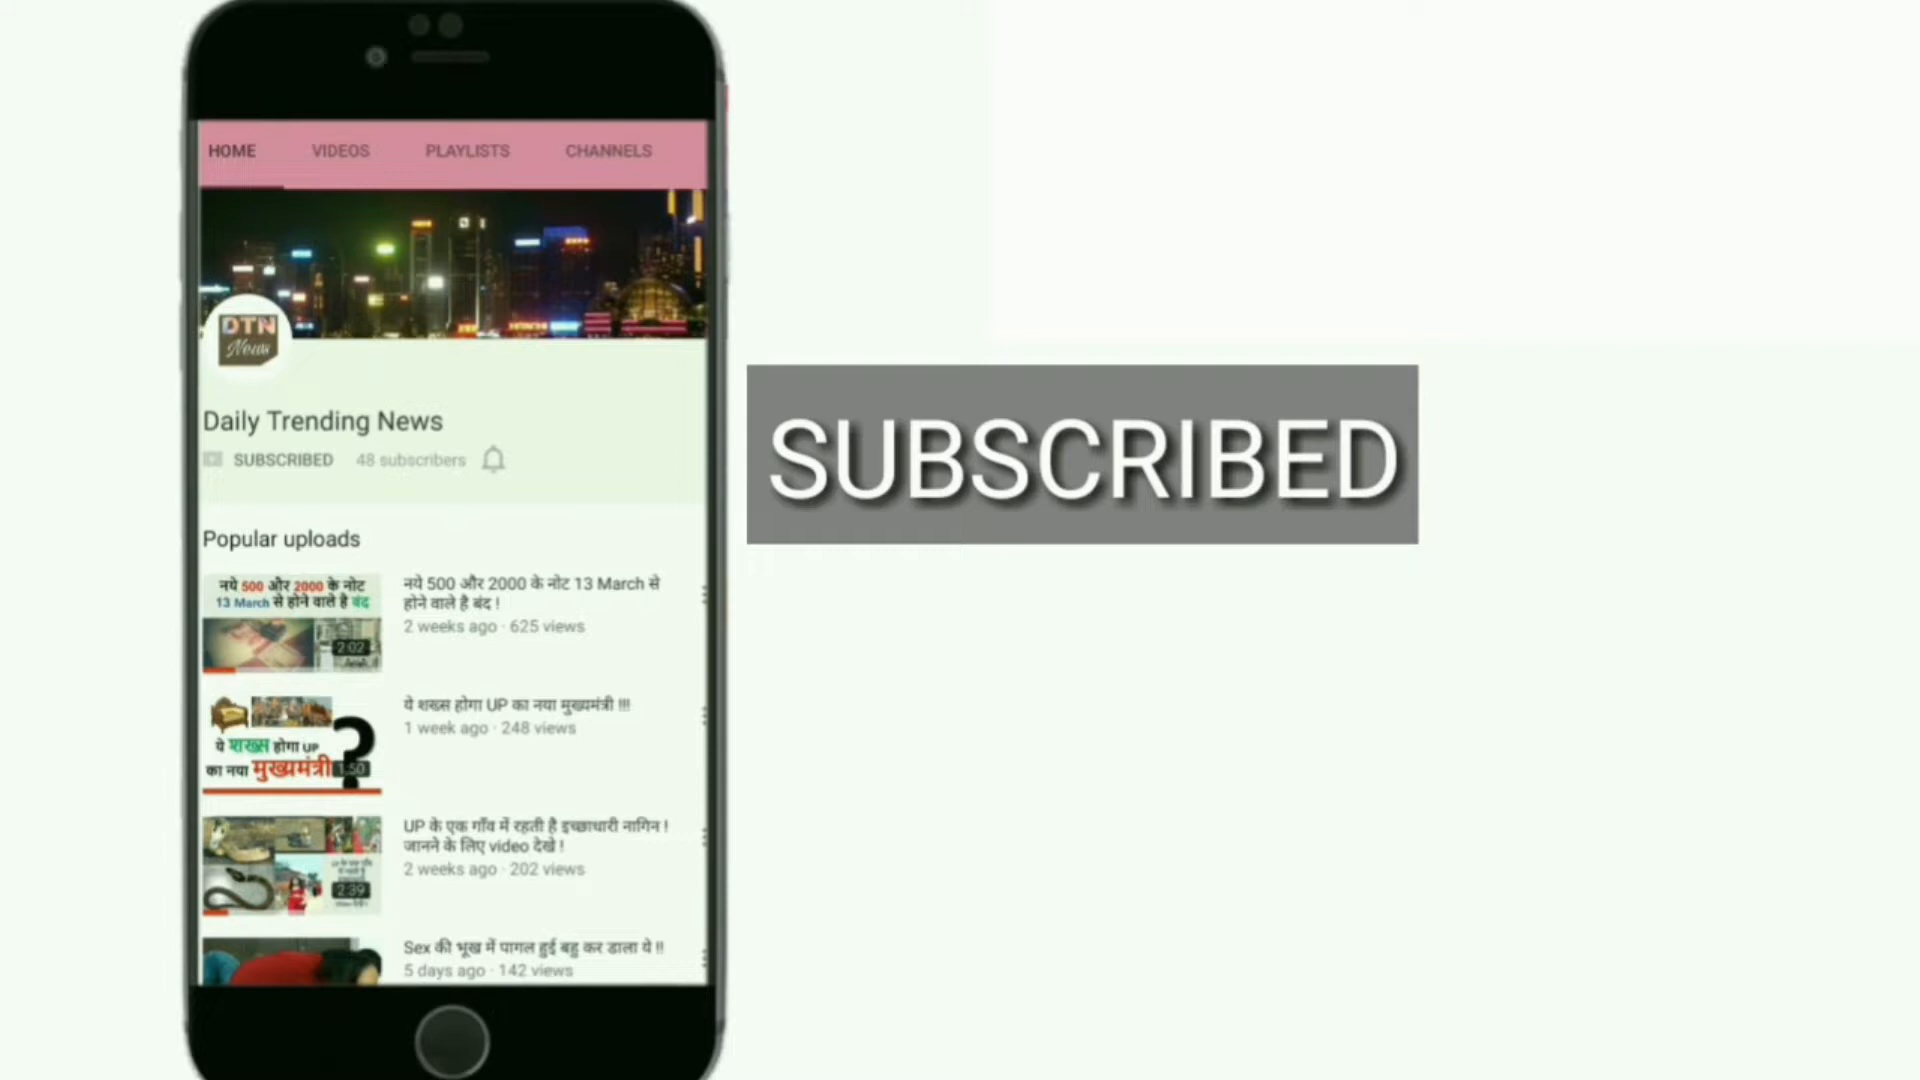 HOME VIDEOS PLAYLISTS CHANNELS
DTN
News
Daily Trending News
SUBSCRIBED 48 subscribers
SUBSCRIBED
Popular uploads
नये 500 और 2000 के नोट
13 March से होने वाले है बंद
2:02
नये 500 और 2000 के नोट 13 March से
होने वाले है बंद !
2 weeks ago · 625 views
ये शख्स होगा UP
का नया मुख्यमंत्री
?
1:50
ये शख्स होगा UP का नया मुख्यमंत्री !!!
1 week ago · 248 views
2:39
UP के एक गाँव में रहती है इच्छाधारी नागिन !
जानने के लिए video देखे !
2 weeks ago · 202 views
Sex की भूख में पागल हुई बहु कर डाला ये !!
5 days ago · 142 views